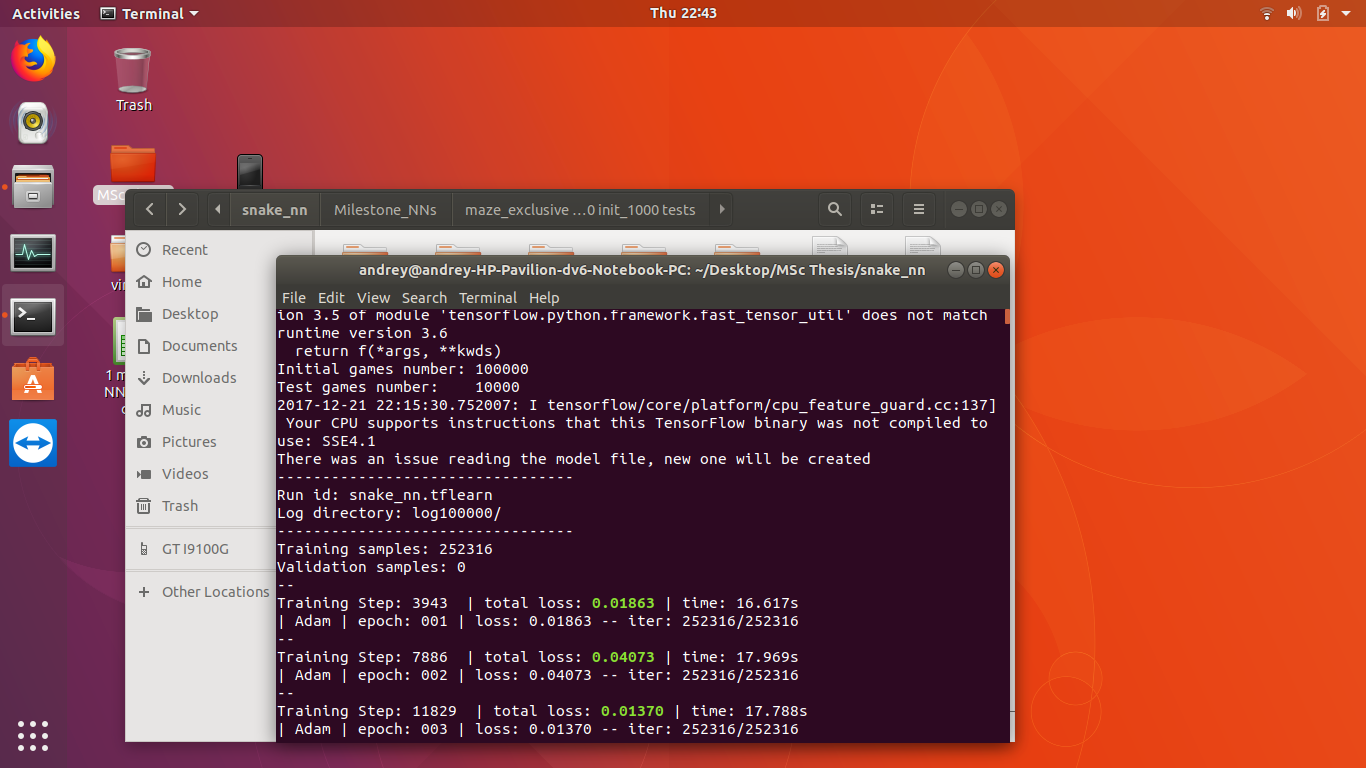 Activities
Terminal
Thu 22:43
Trash
snake_nn
Milestone_NNs
maze_exclusive …0 init_1000 tests
Recent
Home
Desktop
Documents
Downloads
Music
Pictures
Videos
Trash
GT I9100G
Other Locations
andrey@andrey-HP-Pavilion-dv6-Notebook-PC: ~/Desktop/MSc Thesis/snake_nn
File Edit View Search Terminal Help
ion 3.5 of module 'tensorflow.python.framework.fast_tensor_util' does not match
runtime version 3.6
return f(*args, **kwds)
Initial games number: 100000
Test games number: 10000
2017-12-21 22:15:30.752007: I tensorflow/core/platform/cpu_feature_guard.cc:137]
Your CPU supports instructions that this TensorFlow binary was not compiled to
use: SSE4.1
There was an issue reading the model file, new one will be created
---------------------------------
Run id: snake_nn.tflearn
Log directory: log100000/
---------------------------------
Training samples: 252316
Validation samples: 0
--
Training Step: 3943 | total loss: 0.01863 | time: 16.617s
| Adam | epoch: 001 | loss: 0.01863 -- iter: 252316/252316
--
Training Step: 7886 | total loss: 0.04073 | time: 17.969s
| Adam | epoch: 002 | loss: 0.04073 -- iter: 252316/252316
--
Training Step: 11829 | total loss: 0.01370 | time: 17.788s
| Adam | epoch: 003 | loss: 0.01370 -- iter: 252316/252316